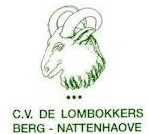 C.V. DE LOMBOKKERS
BERG - NATTENHAOVE